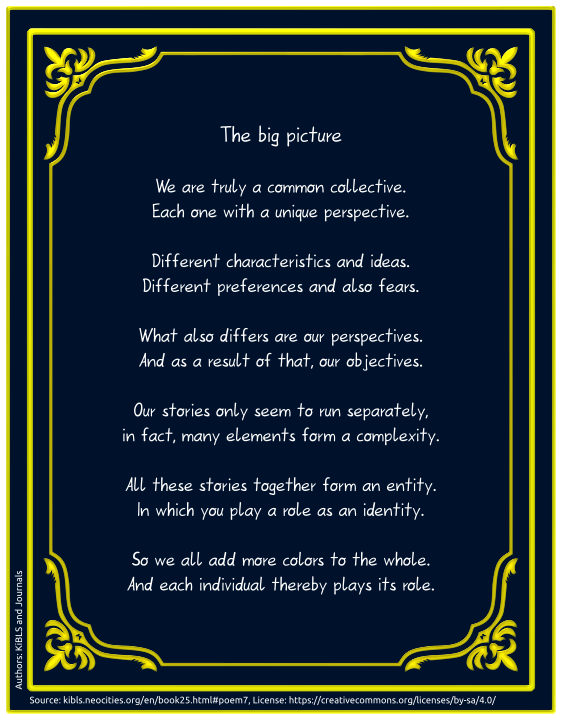 The big picture
We are truly a common collective.
Each one with a unique perspective.
Different characteristics and ideas.
Different preferences and also fears.
What also differs are our perspectives.
And as a result of that, our objectives.
Our stories only seem to run separately,
in fact, many elements form a complexity.
All these stories together form an entity.
In which you play a role as an identity.
So we all add more colors to the whole.
And each individual thereby plays its role.
Authors: KiBLS and Journals
Source: kibls.neocities.org/en/book25.html#poem7, License: https://creativecommons.org/licenses/by-sa/4.0/